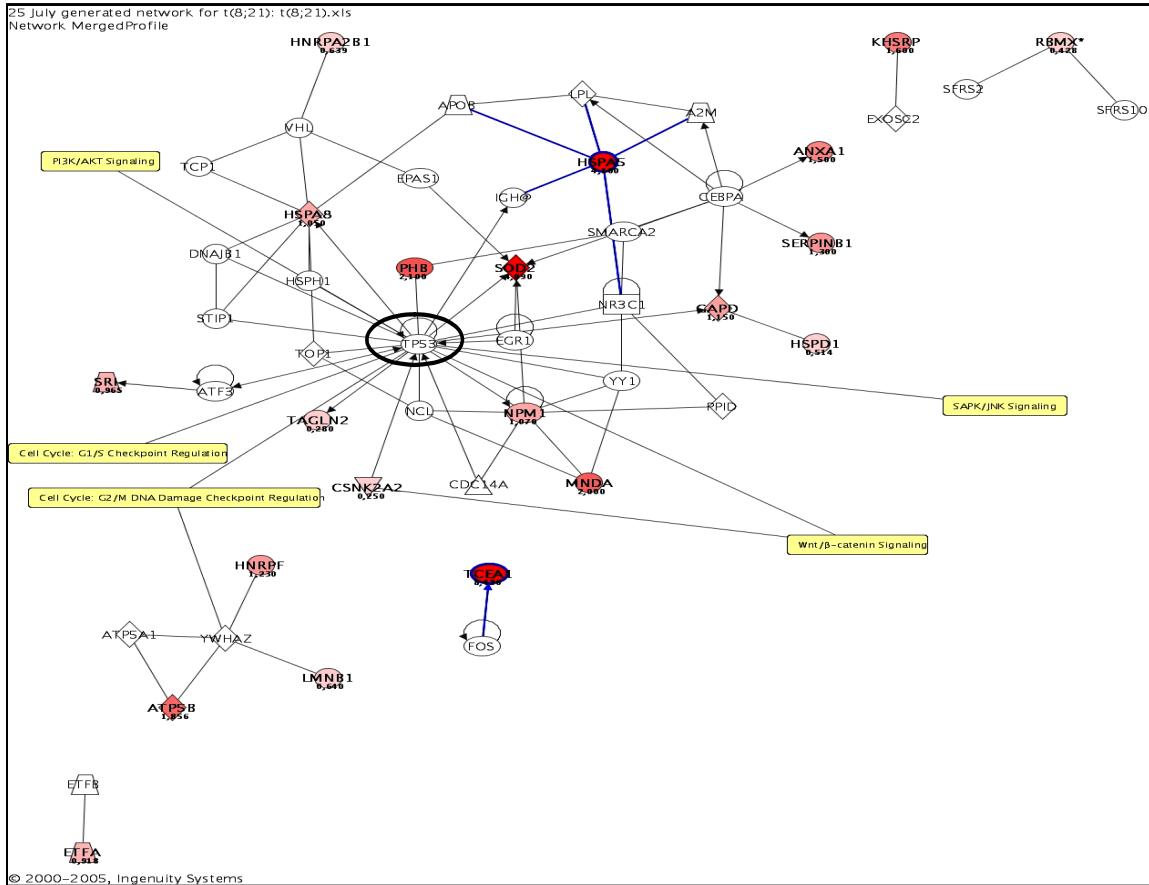 25 July generated network for t(8;21): t(8;21).xls
Network MergedProfile
HNRPA2B1
0,639
KHSRP
1,600
RBMX*
0,428
SFRS2
SFRS10
EXOSC2
APOB
LPL
A2M
VHL
PI3K/AKT Signaling
TCP1
EPAS1
HSPA5
ANXA1
1,500
IGH@
CEBPA
HSPA8
1,050
SMARCA2
SERPINB1
1,300
DNAJB1
HSPH1
PHB
2,100
SOD2
NR3C1
GAPD
1,150
STIP1
TOP1
TP53
EGR1
HSPD1
0,514
SRI
0,965
ATF3
YY1
TAGLN2
0,280
NCL
NPM1
1,070
PPID
SAPK/JNK Signaling
Cell Cycle: G1/S Checkpoint Regulation
Cell Cycle: G2/M DNA Damage Checkpoint Regulation
CSNK2A2
0,250
CDC14A
MNDA
2,000
Wnt/β-catenin Signaling
HNRPF
1,230
TCEA1
ATP5A1
YWHAZ
FOS
LMNB1
0,640
ATP5B
1,856
ETFB
ETFA
0,918
© 2000-2005, Ingenuity Systems